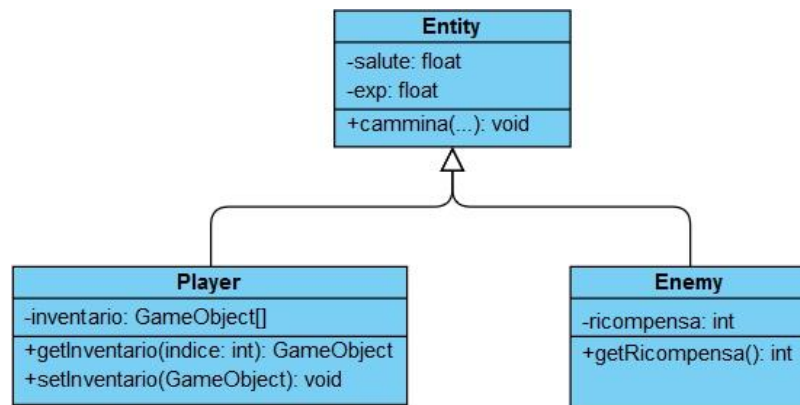 Entity
-salute: float
-exp: float
+cammina(...): void
Player
-inventario: GameObject[]
+getInventario(indice: int): GameObject
+setInventario(GameObject): void
Enemy
-ricompensa: int
+getRicompensa(): int